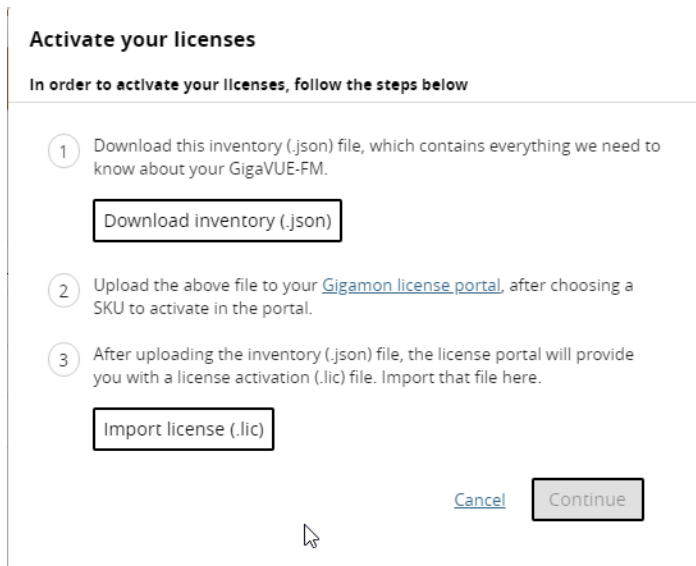 Activate your licenses
In order to activate your licenses, follow the steps below
1
Download this inventory (.json) file, which contains everything we need to
know about your GigaVUE-FM.
Download inventory (.json)
2
Upload the above file to your Gigamon license portal, after choosing a
SKU to activate in the portal.
3
After uploading the inventory (.json) file, the license portal will provide
you with a license activation (.lic) file. Import that file here.
Import license (.lic)
Cancel
Continue